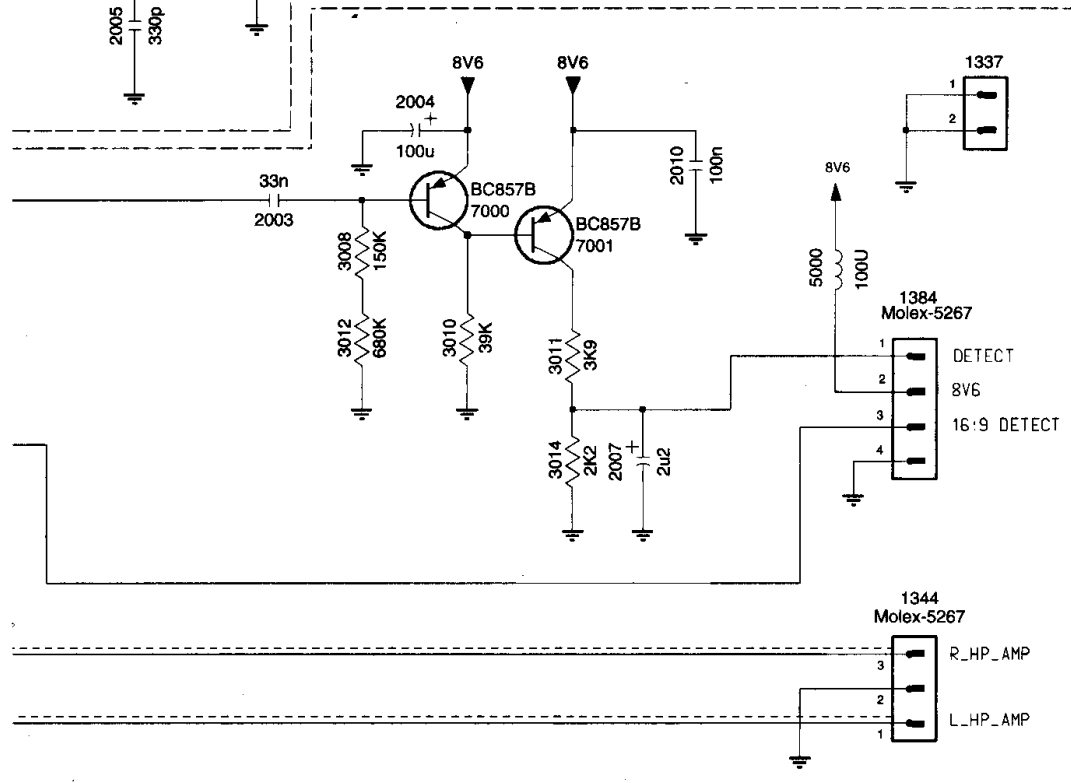 2005
330p
8V6
8V6
1337
2004
+
100u
1
2
2010
100n
8V6
33n
2003
BC857B
7000
BC857B
7001
3008
150K
5000
100U
1384
Molex-5267
3012
680K
3010
39K
3011
3K9
1
DETECT
2
8V6
3
16:9 DETECT
4
3014
2K2
+
2007
2u2
1344
Molex-5267
R_HP_AMP
3
2
L_HP_AMP
1